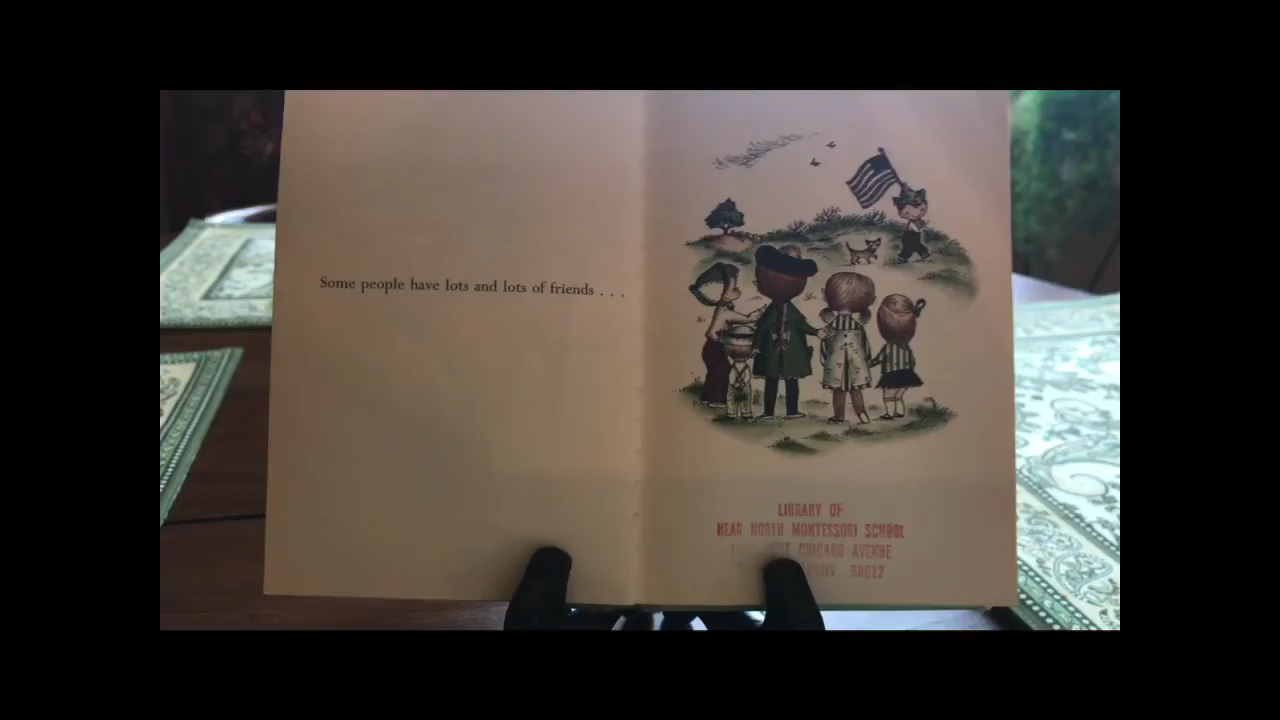 Some people have lots and lots of friends . . .
LIBRARY OF
NEAR NORTH MONTESSORI SCHOOL
CHICAGO AVENUE
60622